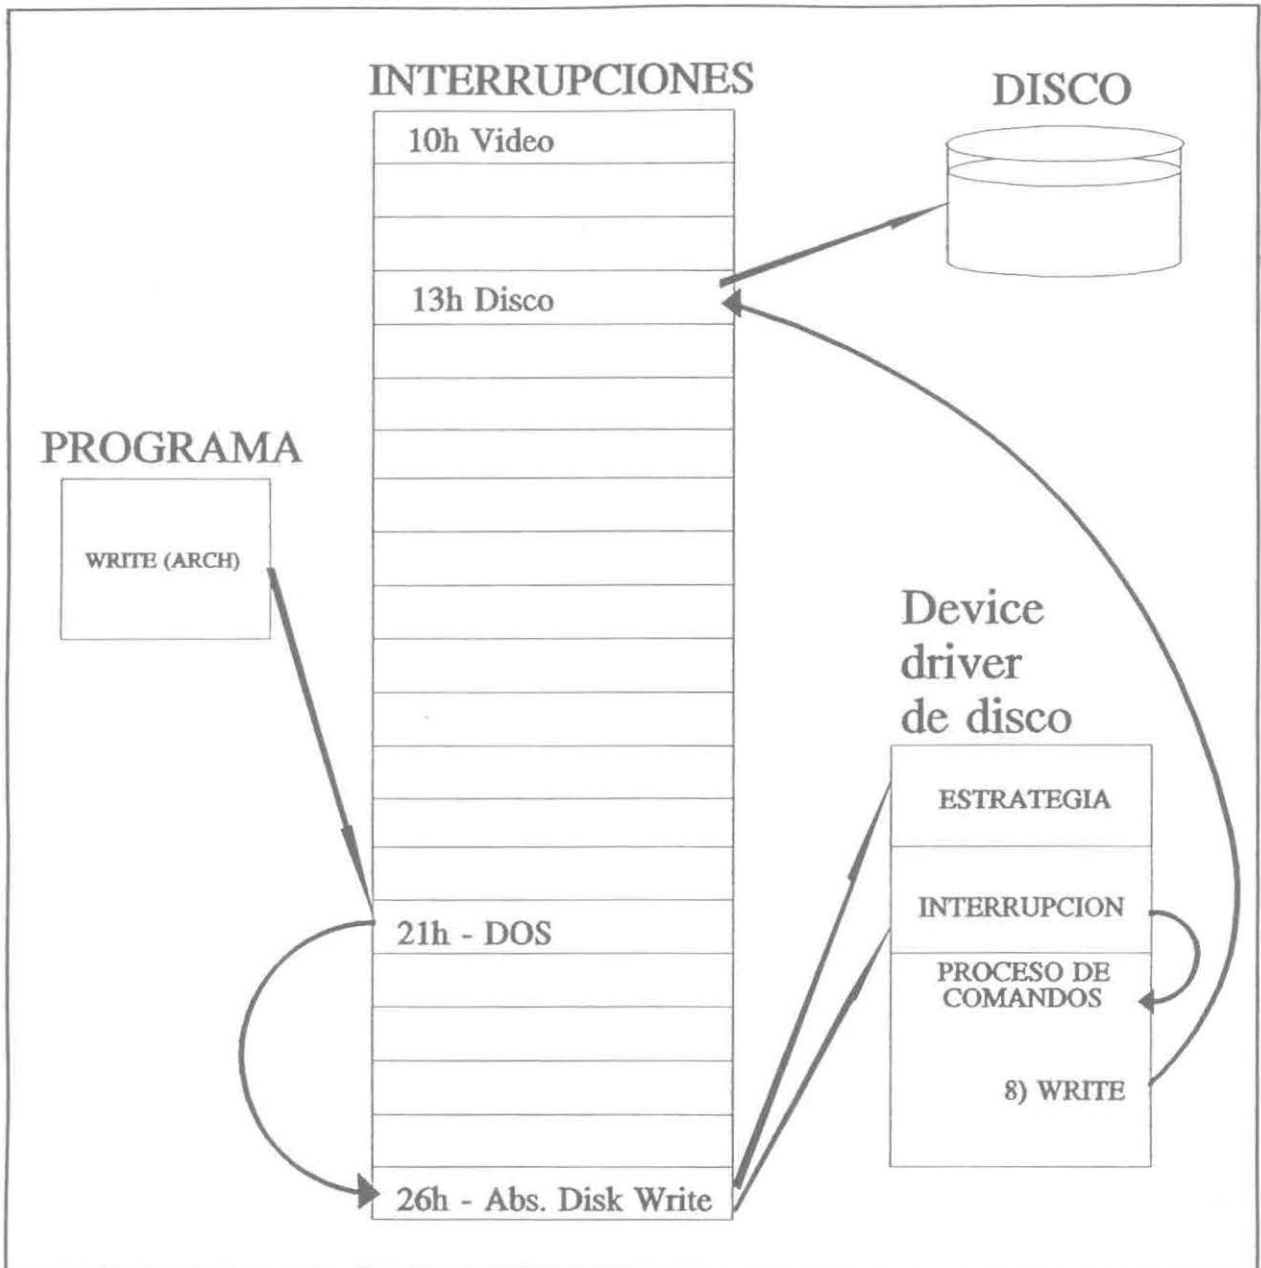 INTERRUPCIONES
DISCO
10h Video
13h Disco
PROGRAMA
WRITE (ARCH)
Device
driver
de disco
ESTRATEGIA
INTERRUPCION
21h - DOS
PROCESO DE
COMANDOS
8) WRITE
26h - Abs. Disk Write